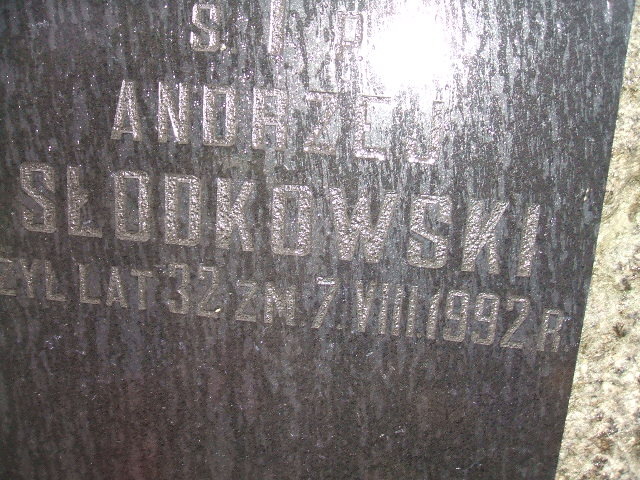 Ś. † P.
ANDRZEJ
SŁODKOWSKI
ŻYŁ LAT 32 ZM. 7.VIII.1992 R.